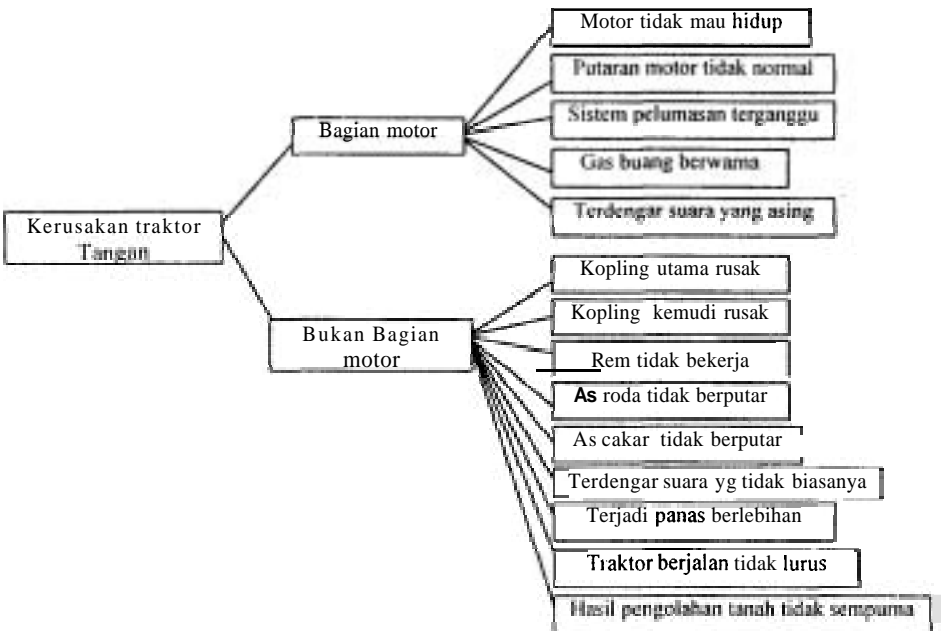 Motor tidak mau hidup
Putaran motor tidak normal
Sistem pelumasan terganggu
Bagian motor
Gas buang berwarna
Terdengar suara yang asing
Kerusakan traktor
Tangan
Kopling utama rusak
Kopling kemudi rusak
Bukan Bagian
motor
Rem tidak bekerja
As roda tidak berputar
As cakar tidak berputar
Terdengar suara yg tidak biasanya
Terjadi panas berlebihan
Traktor berjalan tidak lurus
Hasil pengolahan tanah tidak sempurna